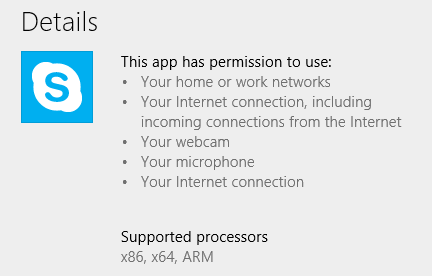 Details
S
This app has permission to use:
• Your home or work networks
• Your Internet connection, including
incoming connections from the Internet
• Your webcam
• Your microphone
• Your Internet connection
Supported processors
x86, x64, ARM